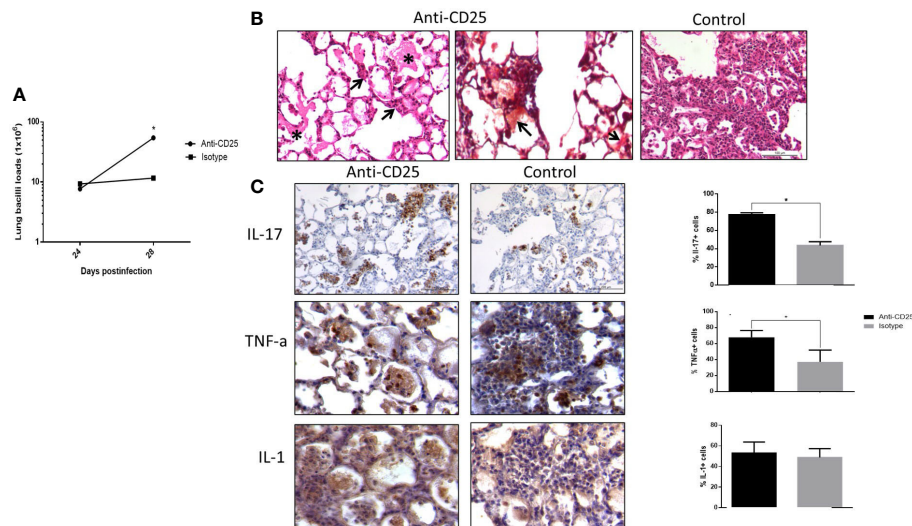 A
Lung bacilli loads (1x10⁶)
100
10
1
*
Anti-CD25
Isotype
24
28
Days postinfection
B
Anti-CD25
Control
*
*
C
Anti-CD25
Control
IL-17
TNF-a
IL-1
% Il-17+ cells
80
60
40
20
0
*
% TNFα+ cells
80
60
40
20
0
Anti-CD25
Isotype
% IL-1+ cells
80
60
40
20
0